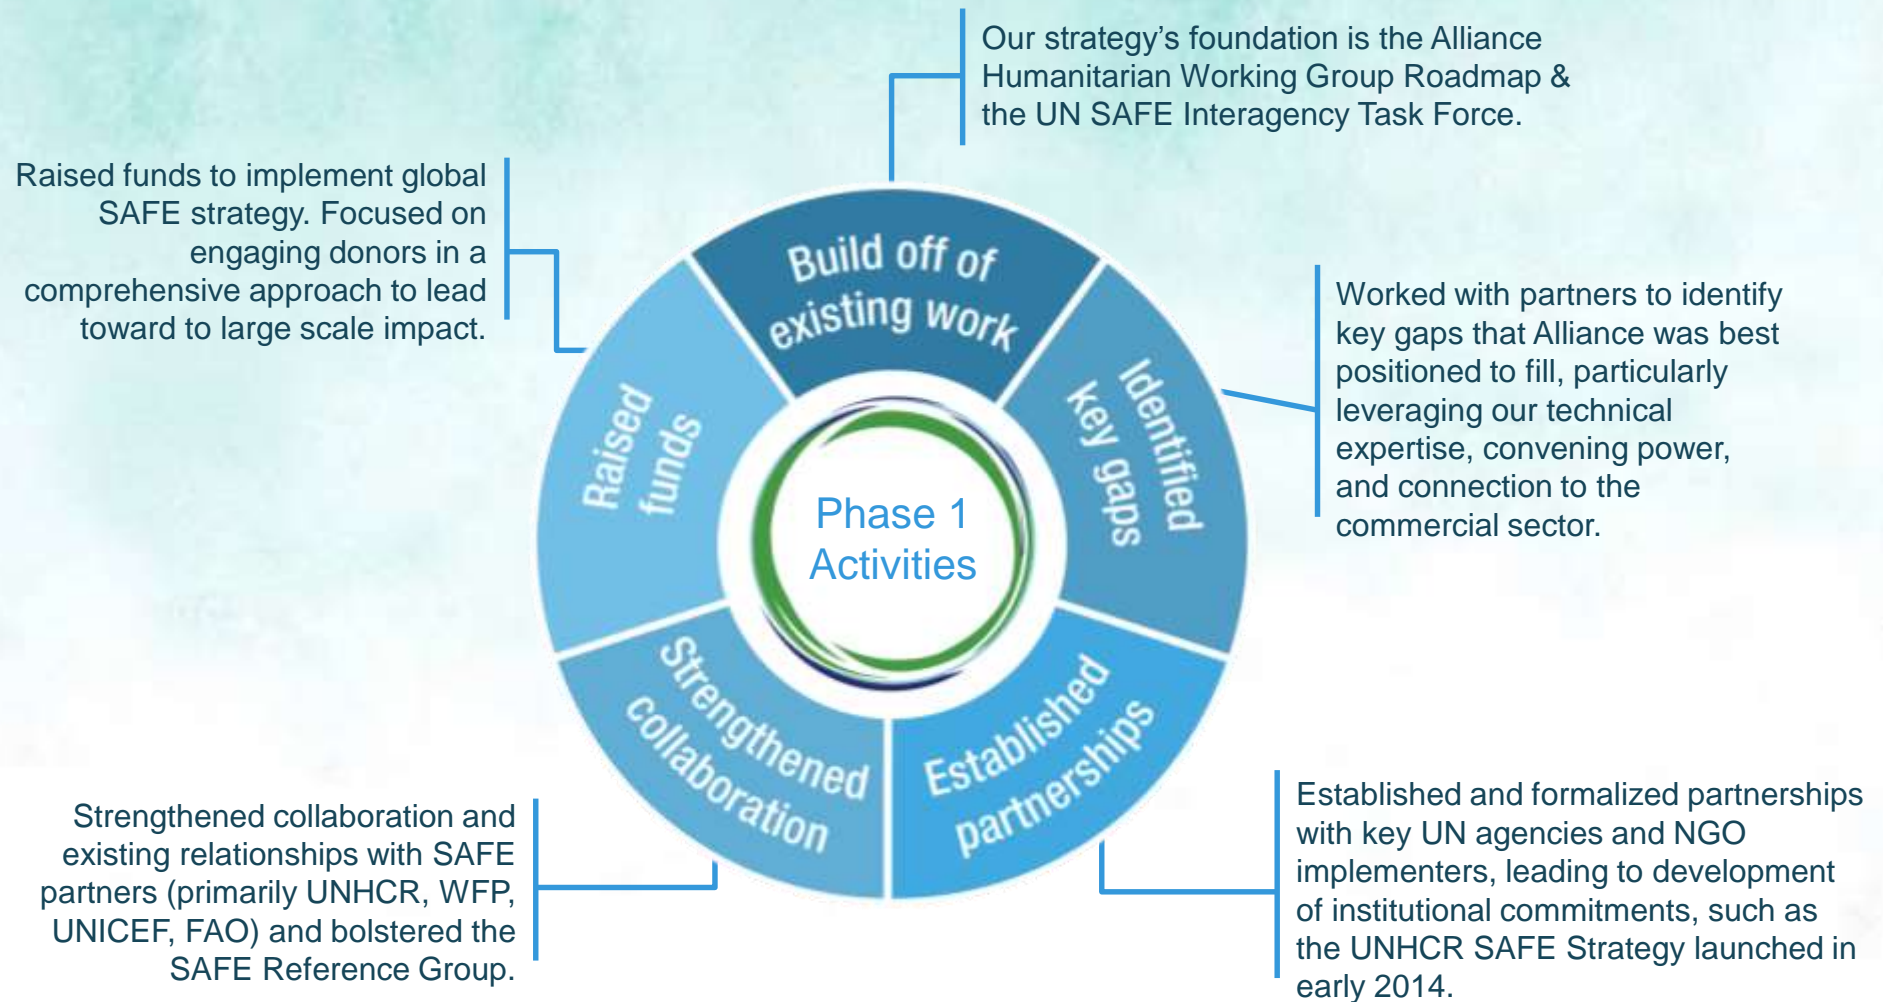 Our strategy’s foundation is the Alliance
Humanitarian Working Group Roadmap &
the UN SAFE Interagency Task Force.
Raised funds to implement global
SAFE strategy. Focused on
engaging donors in a
comprehensive approach to lead
toward to large scale impact.
Build off of
existing work
Identified
key gaps
Worked with partners to identify
key gaps that Alliance was best
positioned to fill, particularly
leveraging our technical
expertise, convening power,
and connection to the
commercial sector.
Raised
funds
Phase 1
Activities
Strengthened
collaboration
Established
partnerships
Strengthened collaboration and
existing relationships with SAFE
partners (primarily UNHCR, WFP,
UNICEF, FAO) and bolstered the
SAFE Reference Group.
Established and formalized partnerships
with key UN agencies and NGO
implementers, leading to development
of institutional commitments, such as
the UNHCR SAFE Strategy launched in
early 2014.